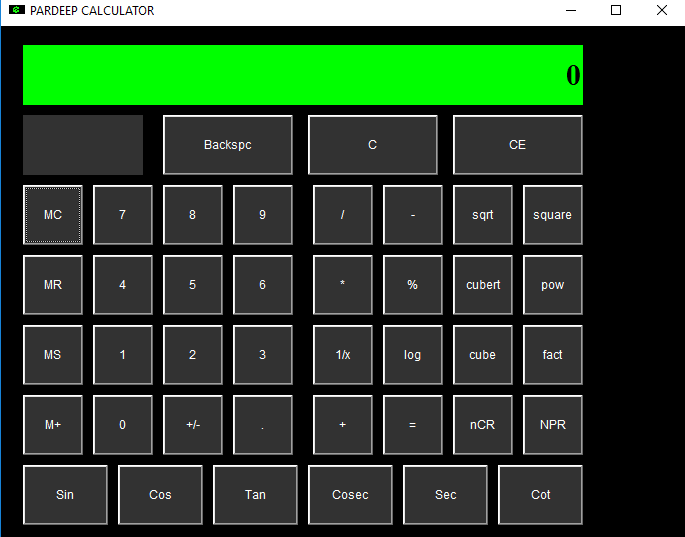 PARDEEP CALCULATOR
0
Backspc C CE
MC 7 8 9 / - sqrt square
MR 4 5 6 * % cubert pow
MS 1 2 3 1/x log cube fact
M+ 0 +/- . + = nCR NPR
Sin Cos Tan Cosec Sec Cot